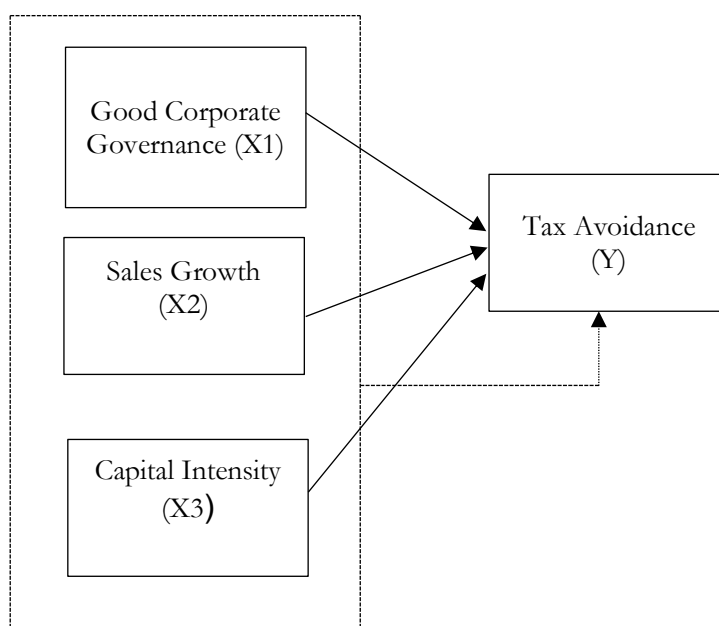 Good Corporate
Governance (X1)
Sales Growth
(X2)
Capital Intensity
(X3)
Tax Avoidance
(Y)